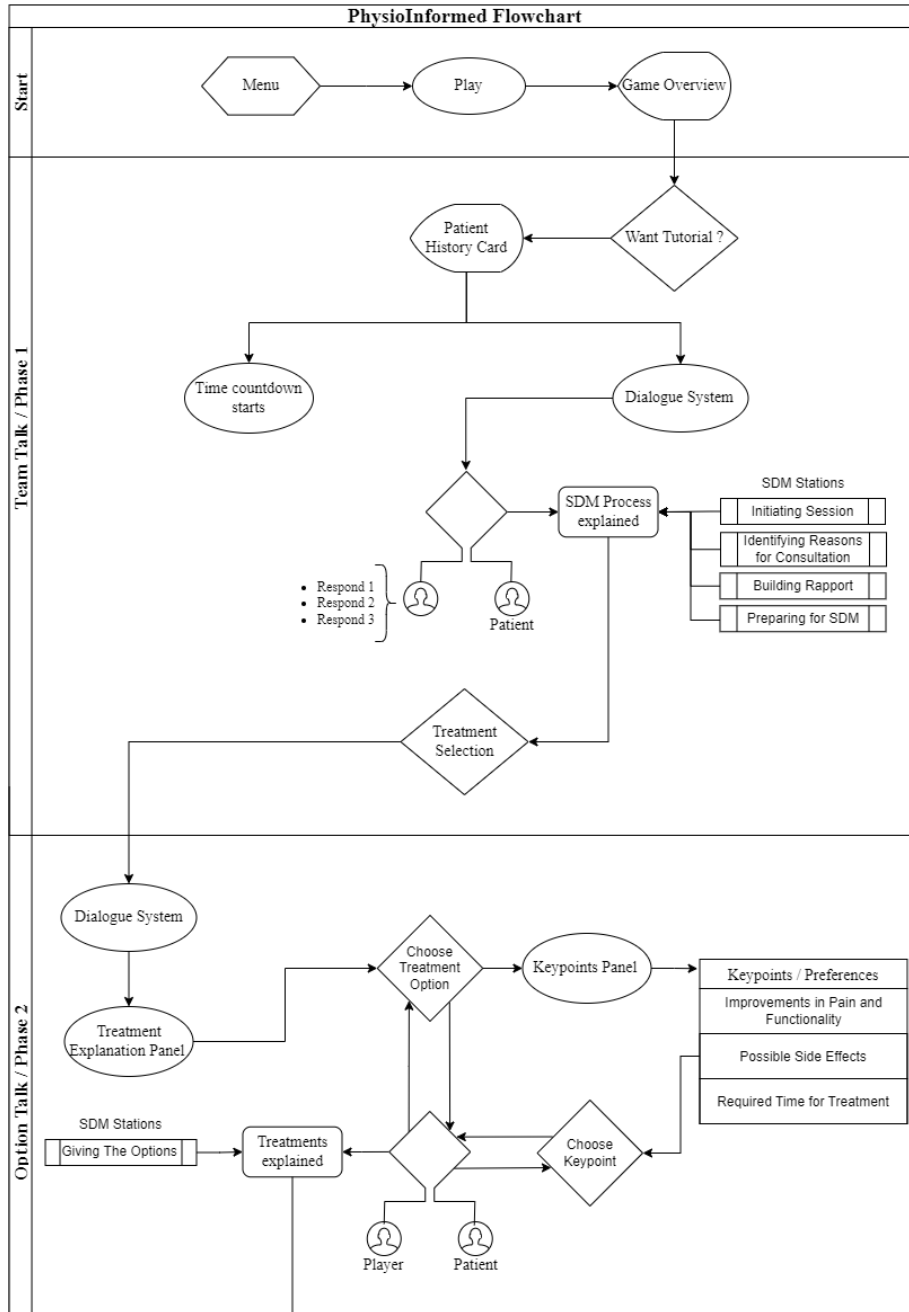 PhysioInformed Flowchart
Start
Menu
Play
Game Overview
Team Talk / Phase 1
Want Tutorial ?
Patient
History Card
Time countdown
starts
Dialogue System
SDM Process
explained
SDM Stations
Initiating Session
Identifying Reasons
for Consultation
Building Rapport
Preparing for SDM
• Respond 1
• Respond 2
• Respond 3
Patient
Treatment
Selection
Option Talk / Phase 2
Dialogue System
Treatment
Explanation Panel
Choose
Treatment
Option
Keypoints Panel
Keypoints / Preferences
Improvements in Pain and
Functionality
Possible Side Effects
Required Time for Treatment
SDM Stations
Giving The Options
Treatments
explained
Choose
Keypoint
Player
Patient